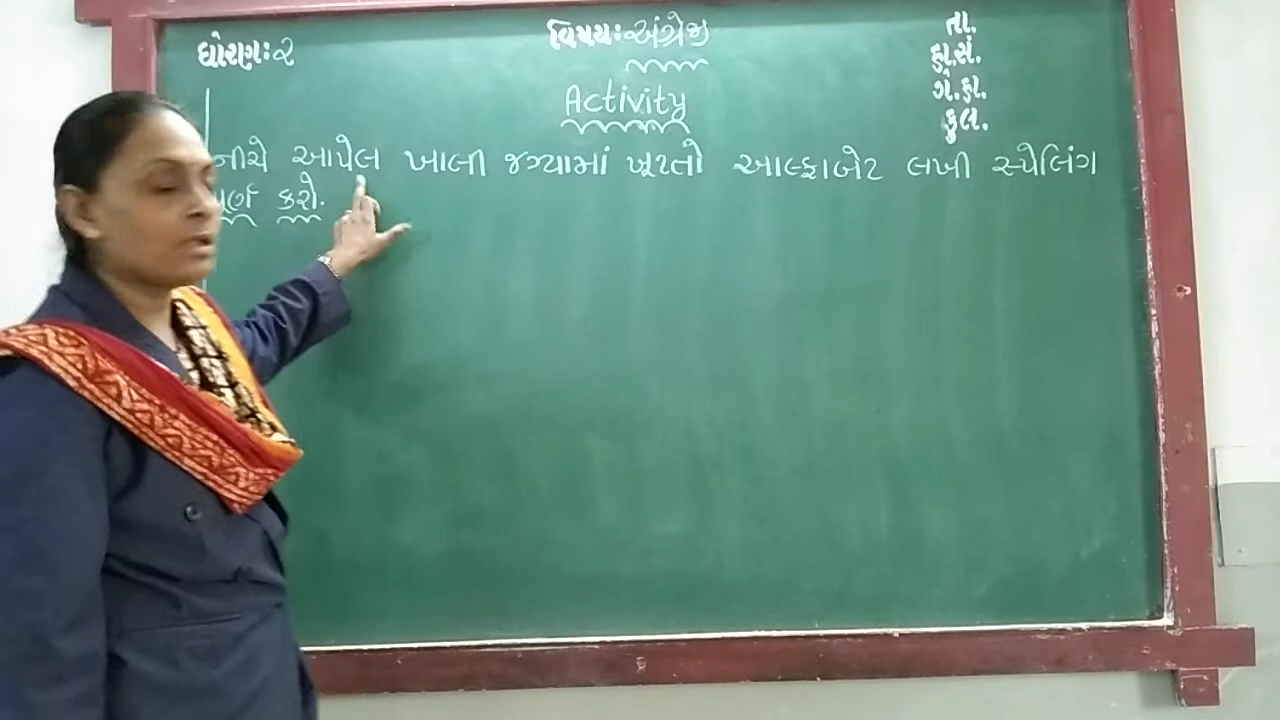 ધોરણ:૨
વિષય:અંગ્રેજી
તા.
હા.સં.
ગે.હા.
કુલ.
Activity
નીચે આપેલ ખાલી જગ્યામાં ખૂટતો આલ્ફાબેટ લખી સ્પેલિંગ
પૂર્ણ કરો.